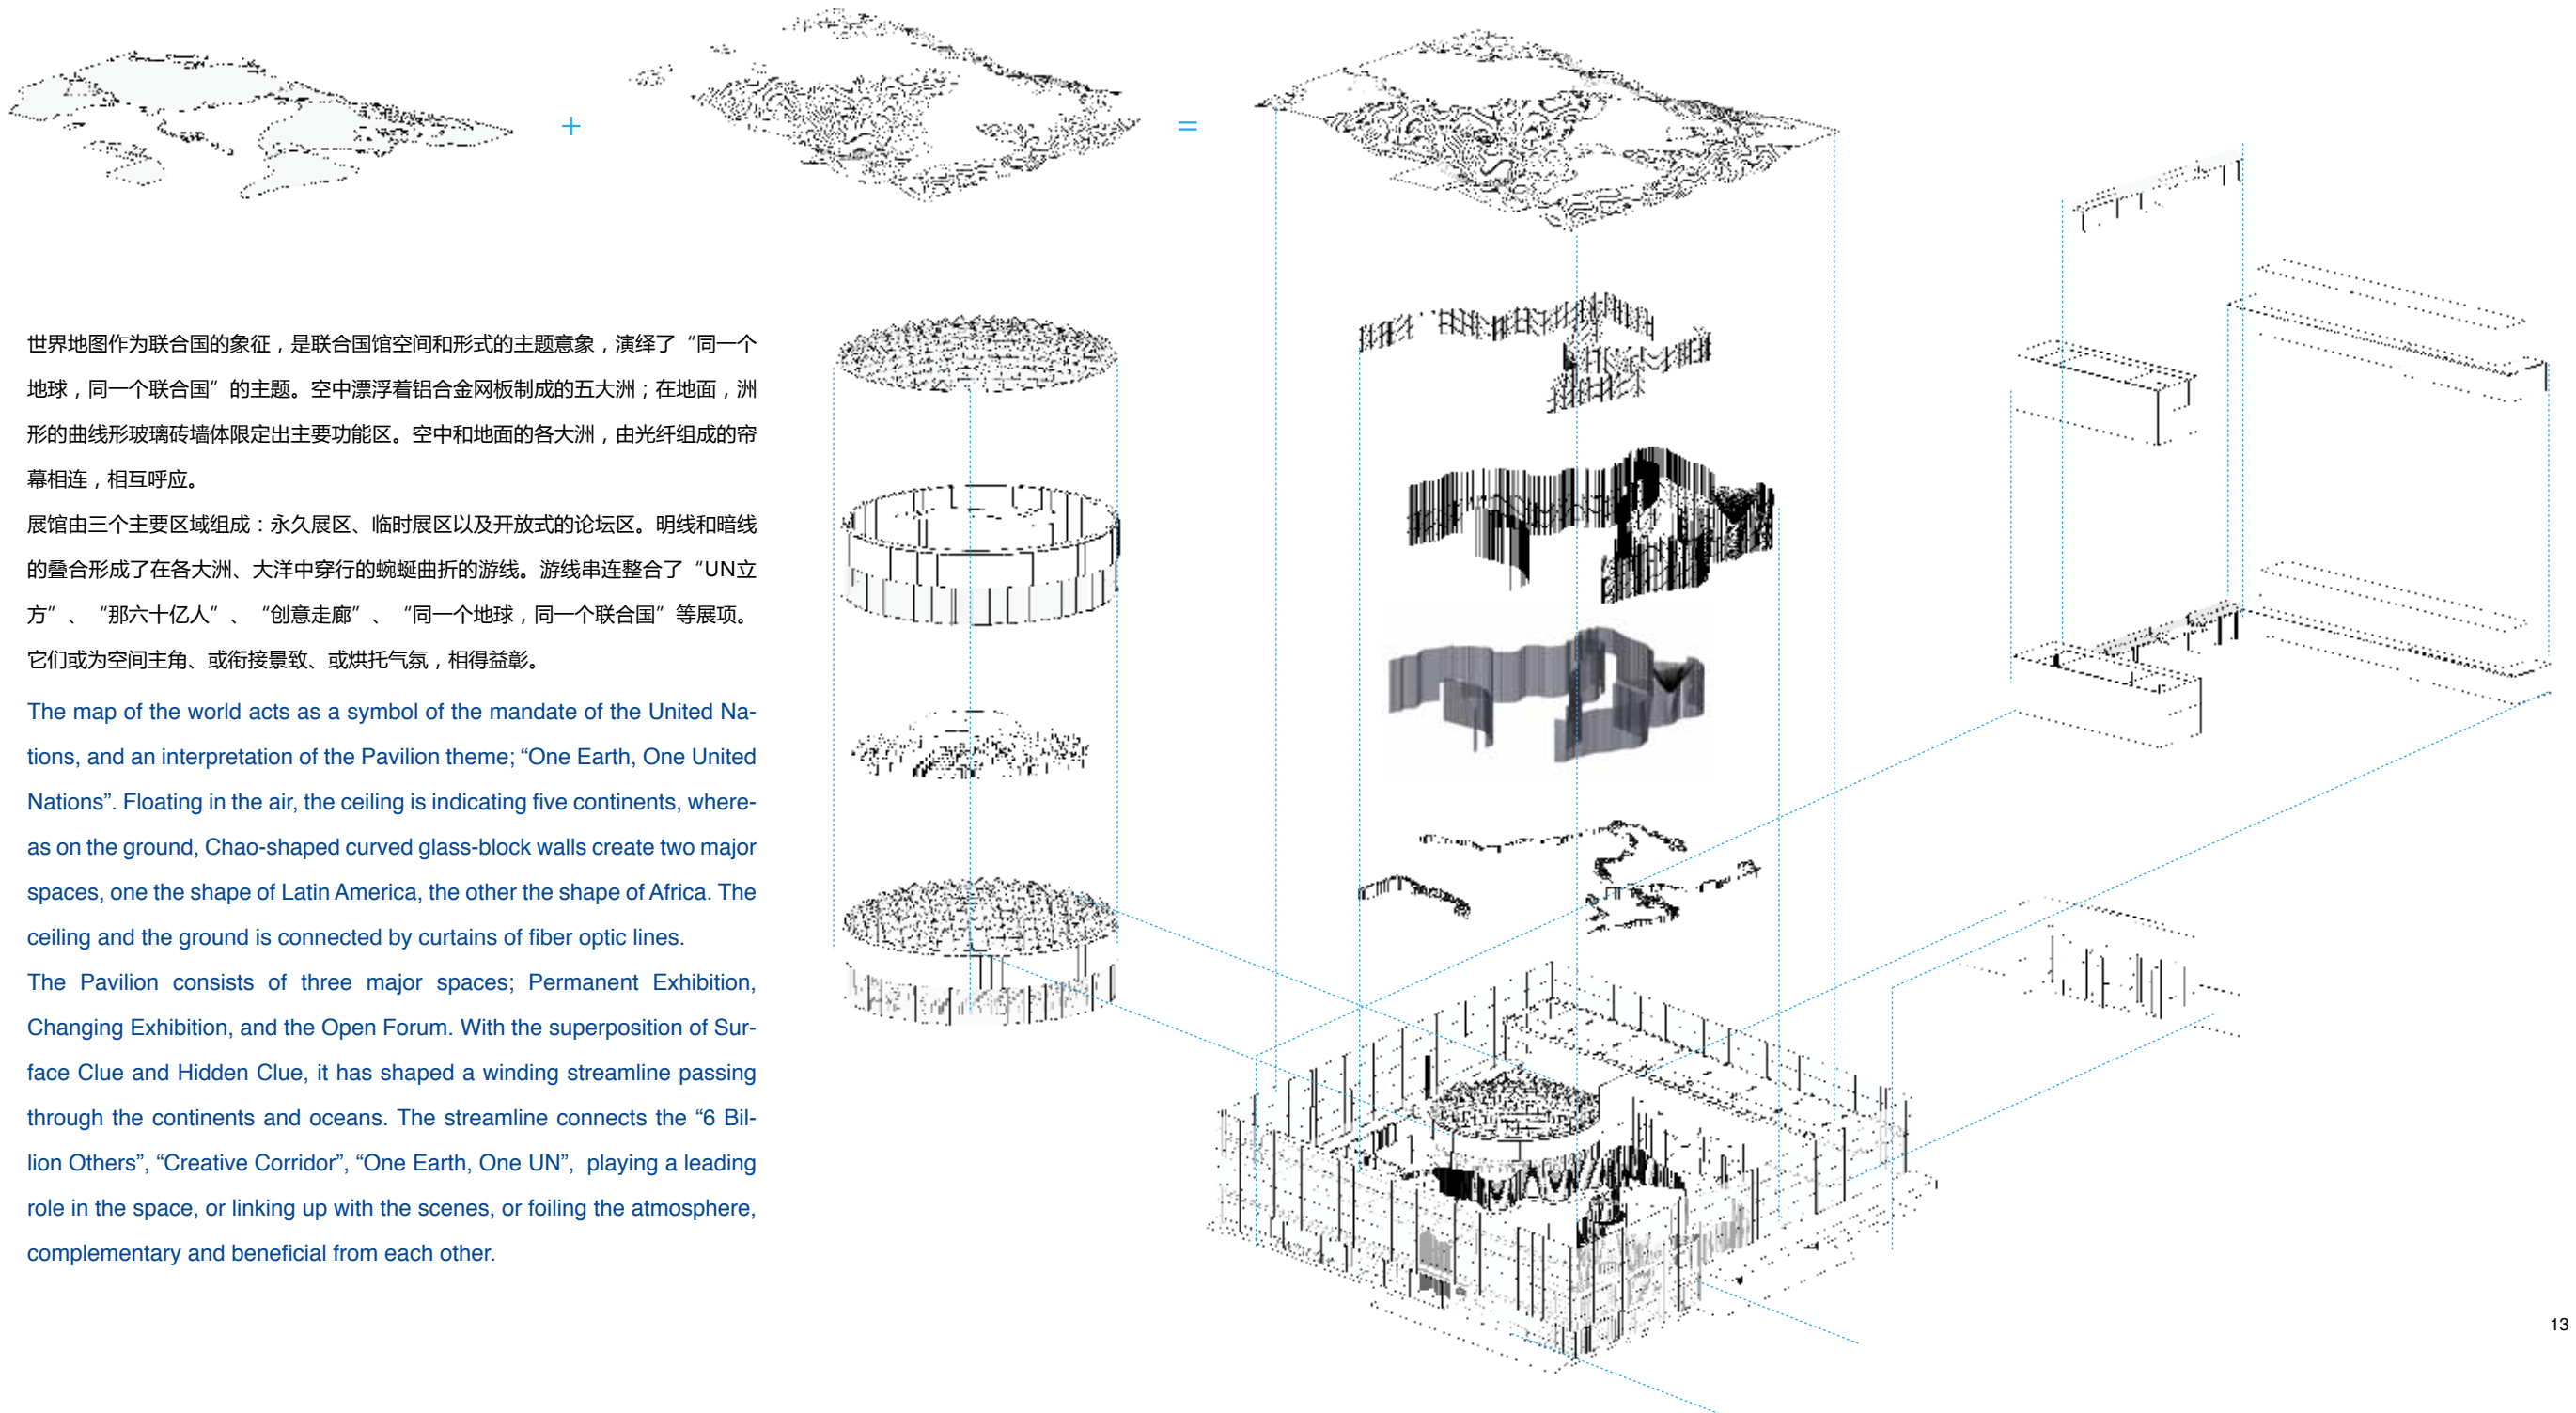 +
=
世界地图作为联合国的象征，是联合国馆空间和形式的主题意象，演绎了“同一个
地球，同一个联合国”的主题。空中漂浮着铝合金网板制成的五大洲；在地面，洲
形的曲线形玻璃砖墙体限定出主要功能区。空中和地面的各大洲，由光纤组成的帘
幕相连，相互呼应。
展馆由三个主要区域组成：永久展区、临时展区以及开放式的论坛区。明线和暗线
的叠合形成了在各大洲、大洋中穿行的蜿蜒曲折的游线。游线串连整合了“UN立
方”、“那六十亿人”、“创意走廊”、“同一个地球，同一个联合国”等展项。
它们或为空间主角、或衔接景致、或烘托气氛，相得益彰。
The map of the world acts as a symbol of the mandate of the United Na-
tions, and an interpretation of the Pavilion theme; “One Earth, One United
Nations”. Floating in the air, the ceiling is indicating five continents, where-
as on the ground, Chao-shaped curved glass-block walls create two major
spaces, one the shape of Latin America, the other the shape of Africa. The
ceiling and the ground is connected by curtains of fiber optic lines.
The Pavilion consists of three major spaces; Permanent Exhibition,
Changing Exhibition, and the Open Forum. With the superposition of Sur-
face Clue and Hidden Clue, it has shaped a winding streamline passing
through the continents and oceans. The streamline connects the “6 Bil-
lion Others”, “Creative Corridor”, “One Earth, One UN”, playing a leading
role in the space, or linking up with the scenes, or foiling the atmosphere,
complementary and beneficial from each other.
13